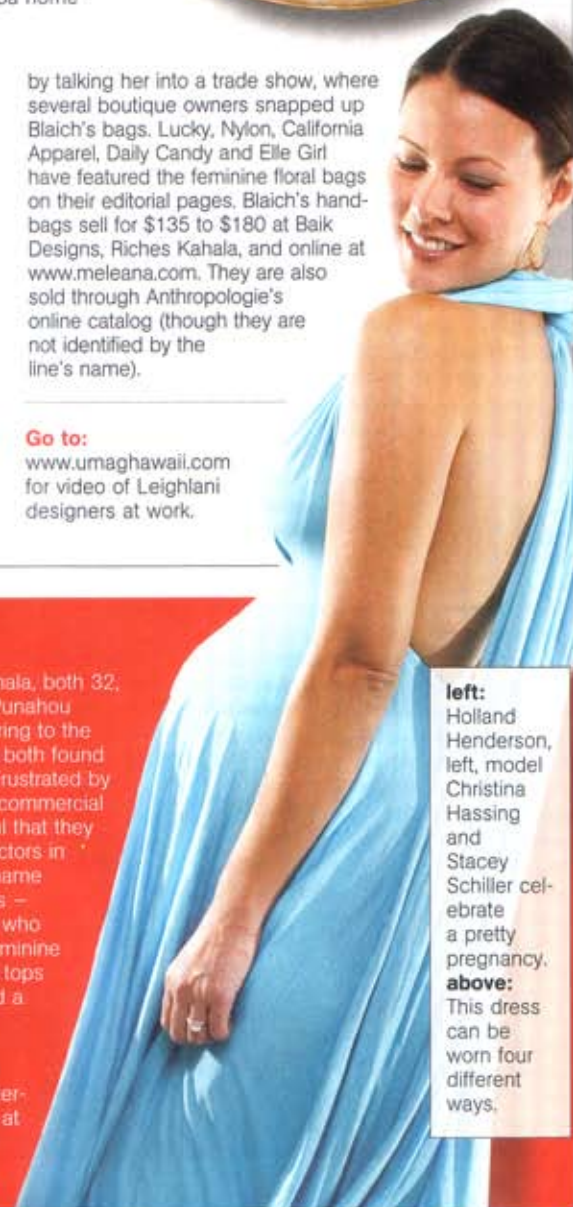 home
by talking her into a trade show, where
several boutique owners snapped up
Blaich's bags. Lucky, Nylon, California
Apparel, Daily Candy and Elle Girl
have featured the feminine floral bags
on their editorial pages. Blaich's hand-
bags sell for $135 to $180 at Baik
Designs, Riches Kahala, and online at
www.meleana.com. They are also
sold through Anthropologie's
online catalog (though they are
not identified by the
line's name).
Go to:
www.umaghawaii.com
for video of Leighlani
designers at work.
both 32,
Punahou
to the
both found
by
commercial
that they
in
–
who
tops
a
at
left:
Holland
Henderson,
left, model
Christina
Hassing
and
Stacey
Schiller cel-
ebrate
a pretty
pregnancy.
above:
This dress
can be
worn four
different
ways.